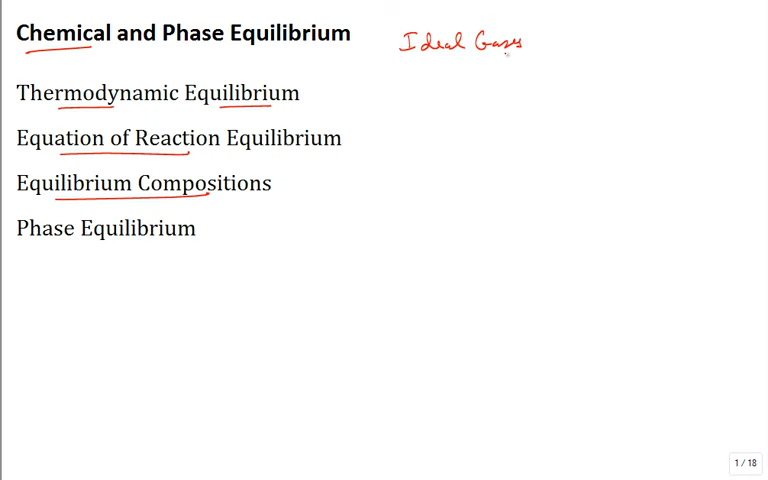 Chemical and Phase Equilibrium
Ideal Gases
Thermodynamic Equilibrium
Equation of Reaction Equilibrium
Equilibrium Compositions
Phase Equilibrium
1 / 18